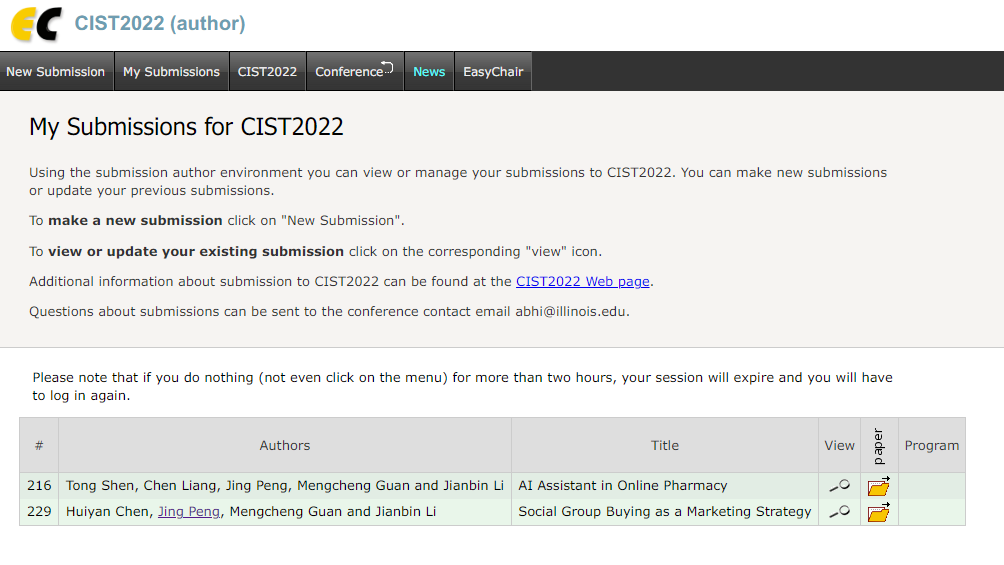 EC CIST2022 (author)
New Submission My Submissions CIST2022 Conference News EasyChair
My Submissions for CIST2022
Using the submission author environment you can view or manage your submissions to CIST2022. You can make new submissions
or update your previous submissions.
To make a new submission click on "New Submission".
To view or update your existing submission click on the corresponding "view" icon.
Additional information about submission to CIST2022 can be found at the CIST2022 Web page.
Questions about submissions can be sent to the conference contact email abhi@illinois.edu.
Please note that if you do nothing (not even click on the menu) for more than two hours, your session will expire and you will have
to log in again.
# Authors Title View paper Program
216 Tong Shen, Chen Liang, Jing Peng, Mengcheng Guan and Jianbin Li AI Assistant in Online Pharmacy
229 Huiyan Chen, Jing Peng, Mengcheng Guan and Jianbin Li Social Group Buying as a Marketing Strategy